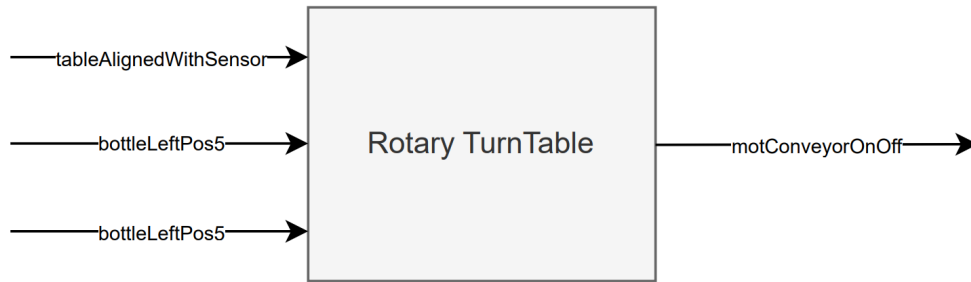 tableAlignedWithSensor
bottleLeftPos5
Rotary TurnTable
motConveyorOnOff
bottleLeftPos5